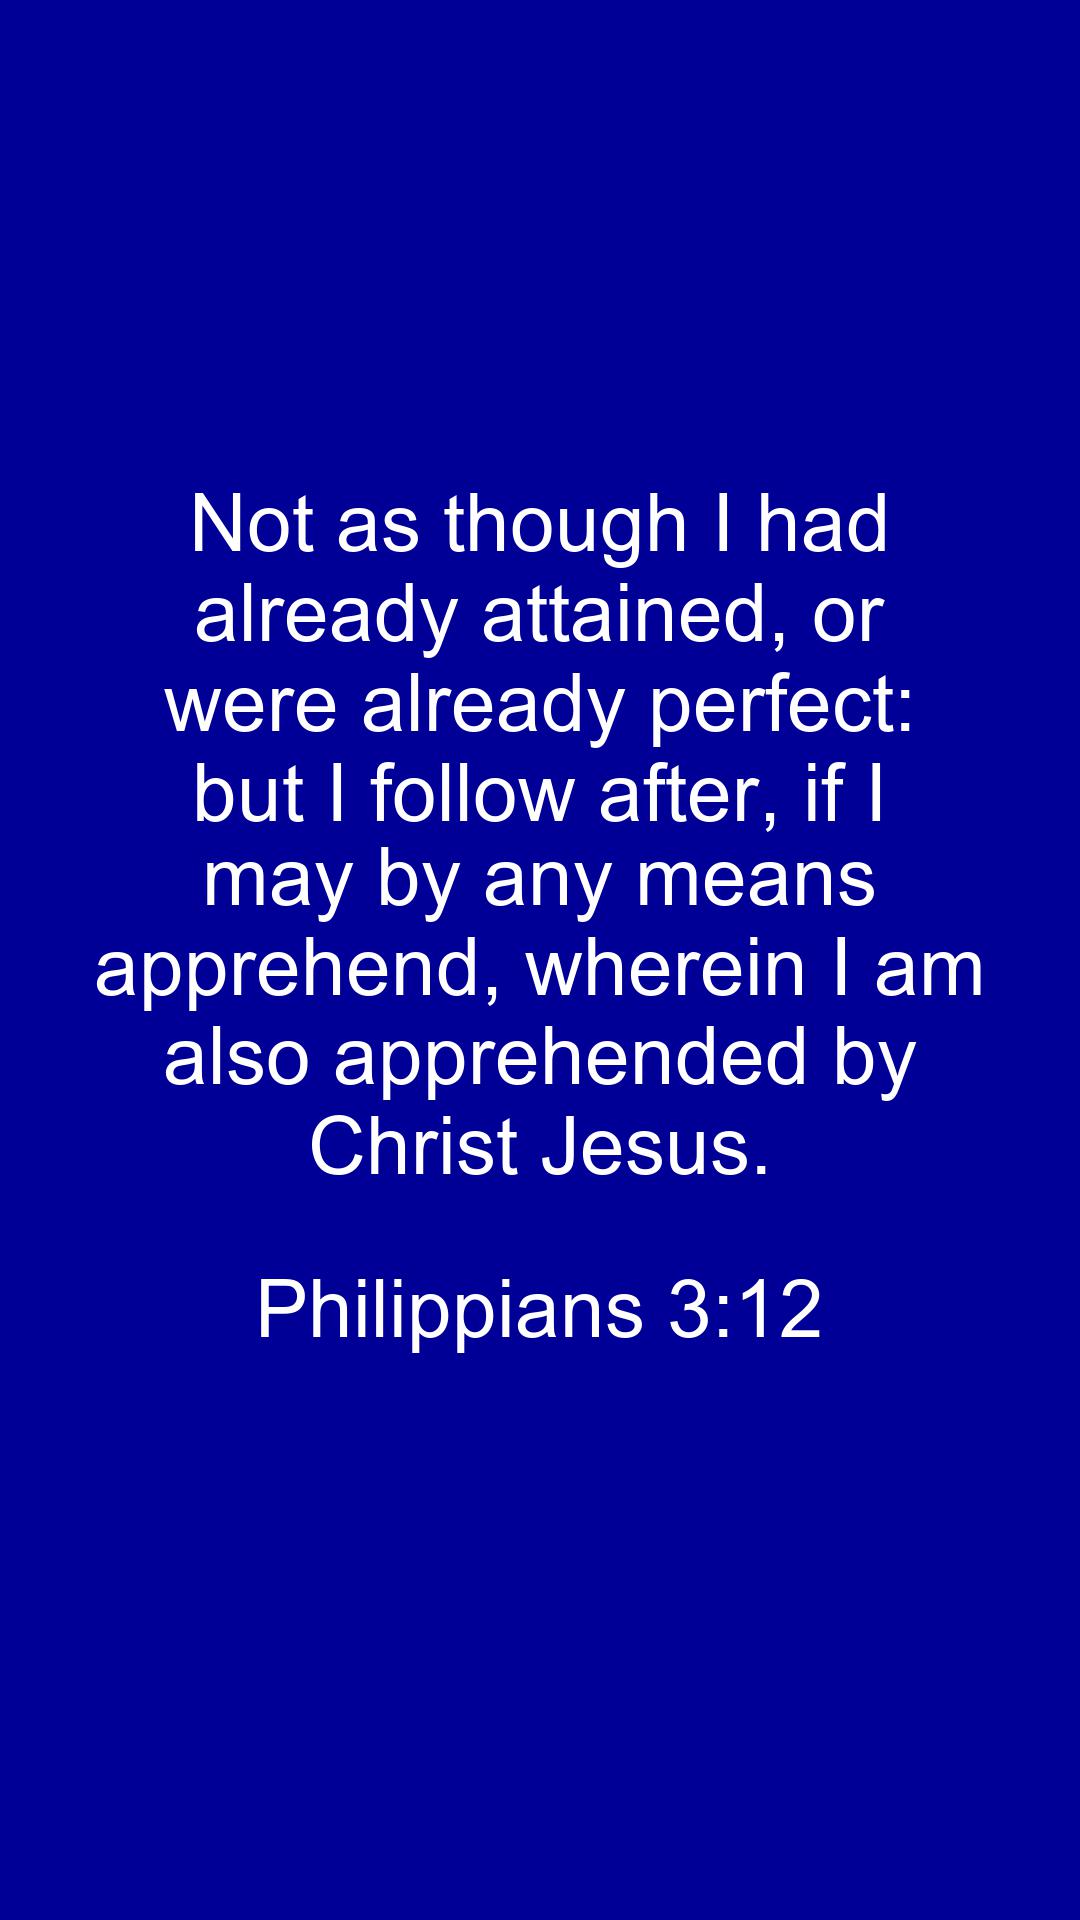 Not as though I had
already attained, or
were already perfect:
but I follow after, if I
may by any means
apprehend, wherein I am
also apprehended by
Christ Jesus.
Philippians 3:12